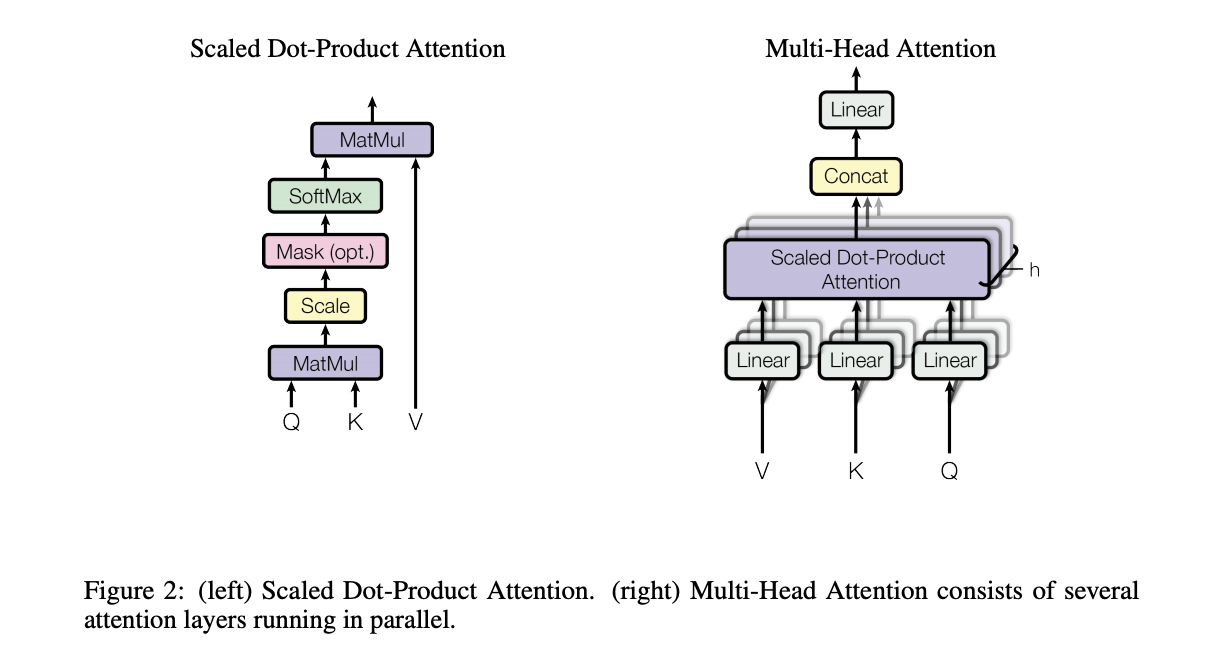 Scaled Dot-Product Attention
MatMul
SoftMax
Mask (opt.)
Scale
MatMul
Q K V
Multi-Head Attention
Linear
Concat
Scaled Dot-Product
Attention
h
Linear Linear Linear
V K Q
Figure 2: (left) Scaled Dot-Product Attention. (right) Multi-Head Attention consists of several
attention layers running in parallel.